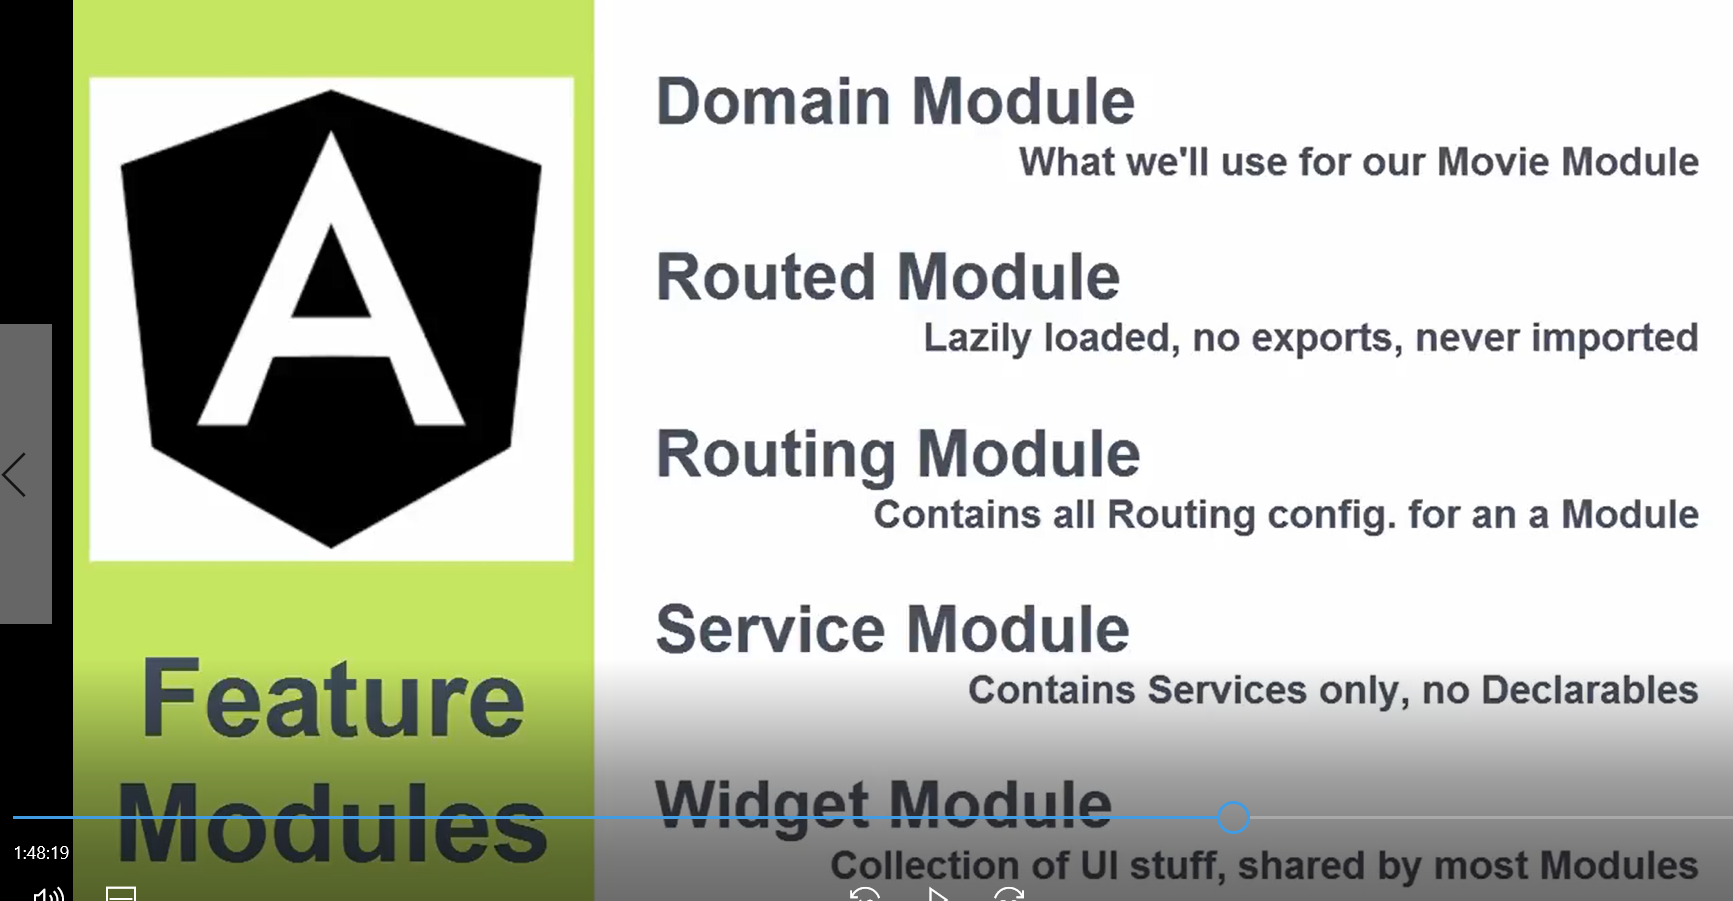 A
Feature
Modules
Domain Module
What we'll use for our Movie Module
Routed Module
Lazily loaded, no exports, never imported
Routing Module
Contains all Routing config. for an a Module
Service Module
Contains Services only, no Declarables
Widget Module
Collection of UI stuff, shared by most Modules
1:48:19